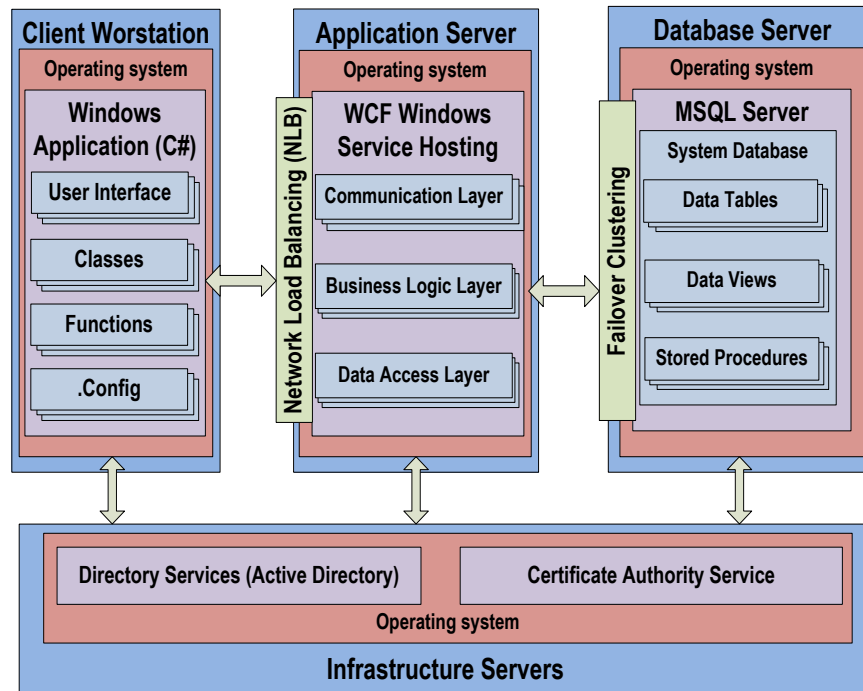 Client Worstation
Operating system
Windows
Application (C#)
User Interface
Classes
Functions
.Config
Network Load Balancing (NLB)
Application Server
Operating system
WCF Windows
Service Hosting
Communication Layer
Business Logic Layer
Data Access Layer
Failover Clustering
Database Server
Operating system
MSQL Server
System Database
Data Tables
Data Views
Stored Procedures
Directory Services (Active Directory)
Certificate Authority Service
Operating system
Infrastructure Servers